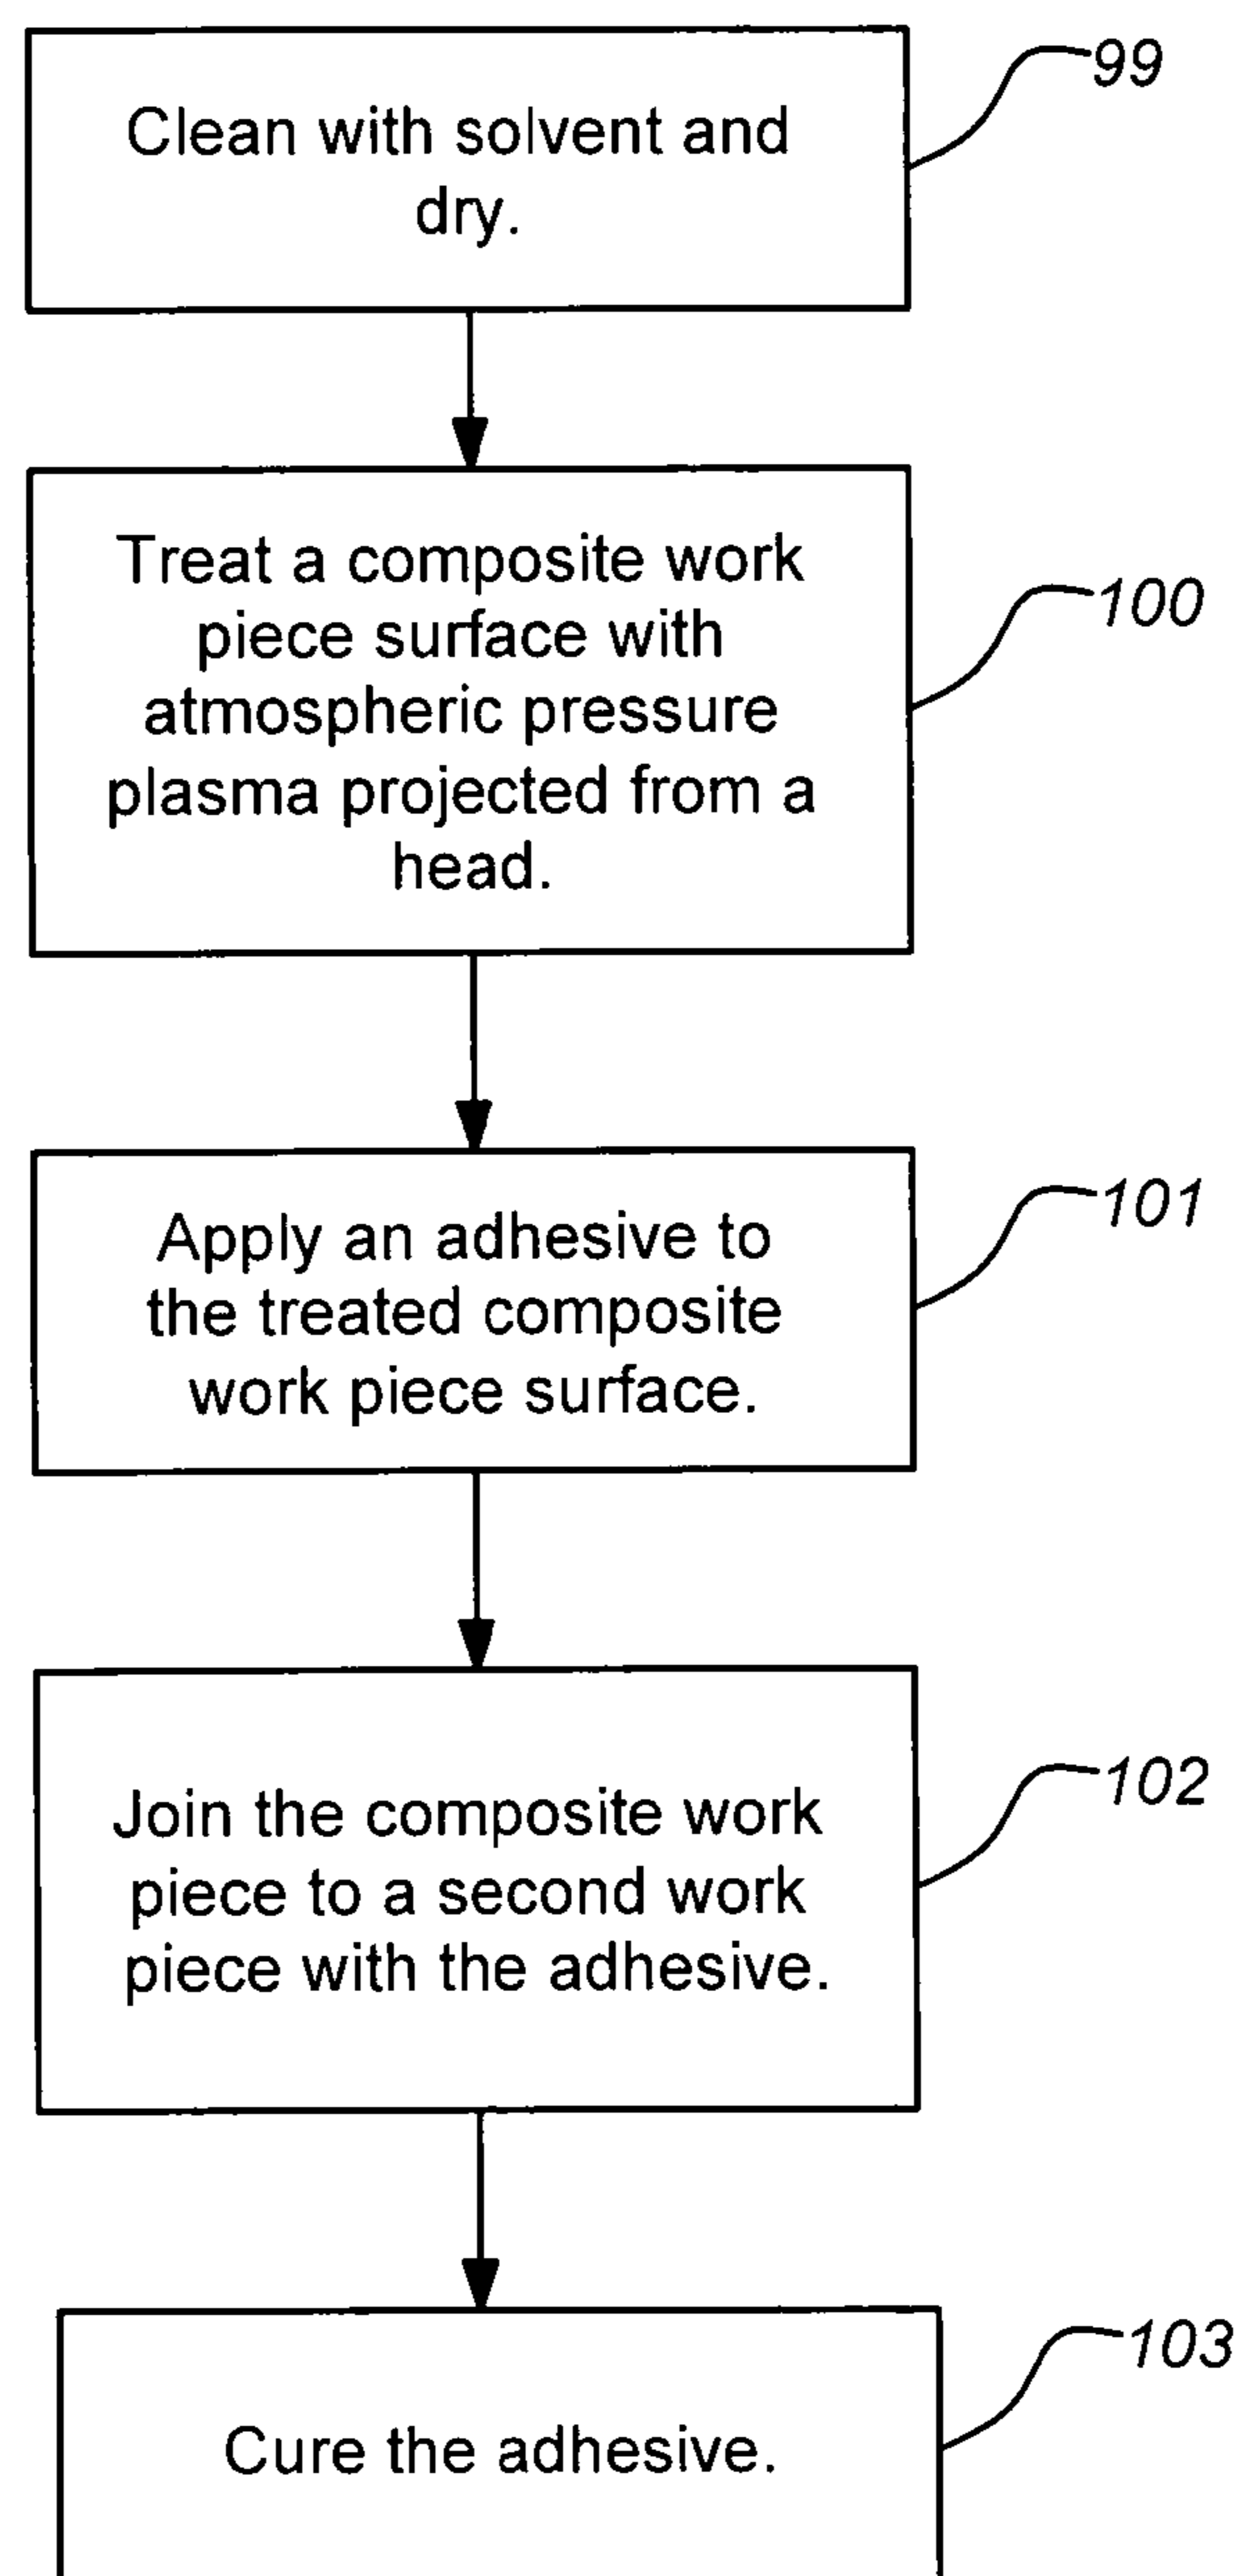 Clean with solvent and
dry.
99
Treat a composite work
piece surface with
atmospheric pressure
plasma projected from a
head.
100
Apply an adhesive to
the treated composite
work piece surface.
101
Join the composite work
piece to a second work
piece with the adhesive.
102
Cure the adhesive.
103